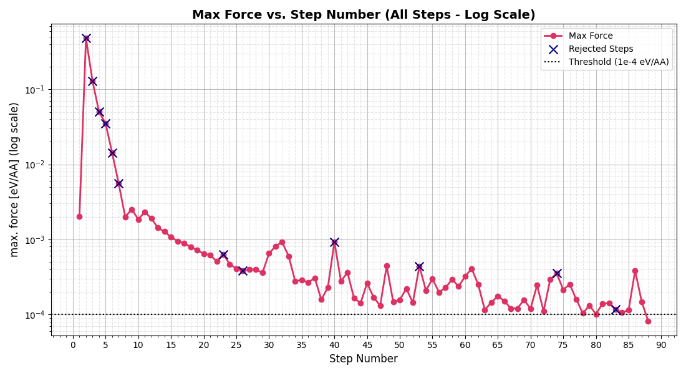 Max Force vs. Step Number (All Steps - Log Scale)
Max Force
Rejected Steps
Threshold (1e-4 eV/AA)
max. force [eV/AA] (log scale)
10⁻¹
10⁻²
10⁻³
10⁻⁴
0 5 10 15 20 25 30 35 40 45 50 55 60 65 70 75 80 85 90
Step Number